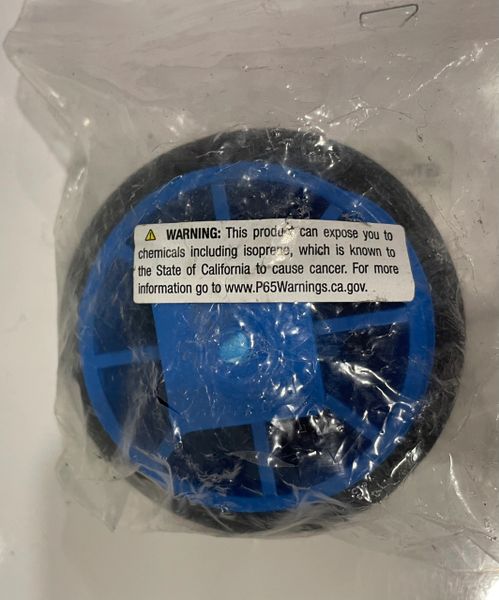 ⚠ WARNING: This product can expose you to
chemicals including isoprene, which is known to
the State of California to cause cancer. For more
information go to www.P65Warnings.ca.gov.